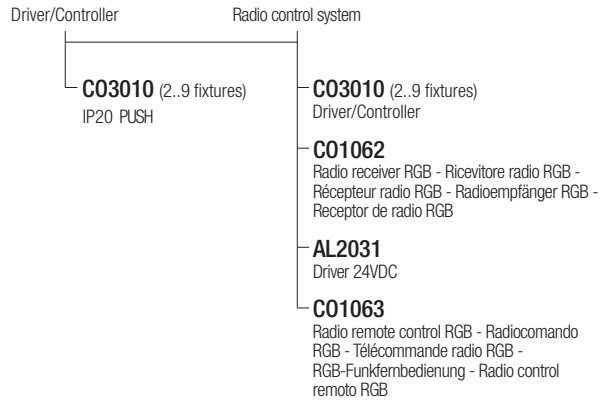 Driver/Controller
Radio control system
CO3010 (2..9 fixtures)
IP20 PUSH
CO3010 (2..9 fixtures)
Driver/Controller
CO1062
Radio receiver RGB - Ricevitore radio RGB -
Récepteur radio RGB - Radioempfänger RGB -
Receptor de radio RGB
AL2031
Driver 24VDC
CO1063
Radio remote control RGB - Radiocomando
RGB - Télécommande radio RGB -
RGB-Funkfernbedienung - Radio control
remoto RGB